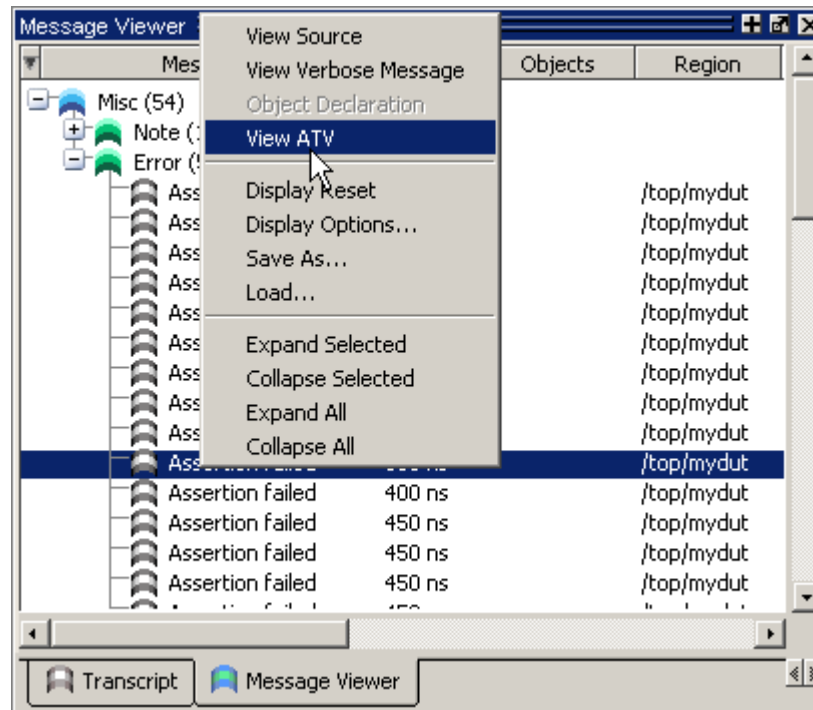 Message Viewer
Mes Objects Region
Misc (54)
Note (
Error (
View Source
View Verbose Message
Object Declaration
View ATV
Display Reset
Display Options...
Save As...
Load...
Expand Selected
Collapse Selected
Expand All
Collapse All
Ass /top/mydut
Ass /top/mydut
Ass /top/mydut
Ass /top/mydut
Ass /top/mydut
Ass /top/mydut
Ass /top/mydut
Ass /top/mydut
Ass /top/mydut
Assertion failed /top/mydut
Assertion failed 400 ns /top/mydut
Assertion failed 450 ns /top/mydut
Assertion failed 450 ns /top/mydut
Assertion failed 450 ns /top/mydut
Transcript Message Viewer